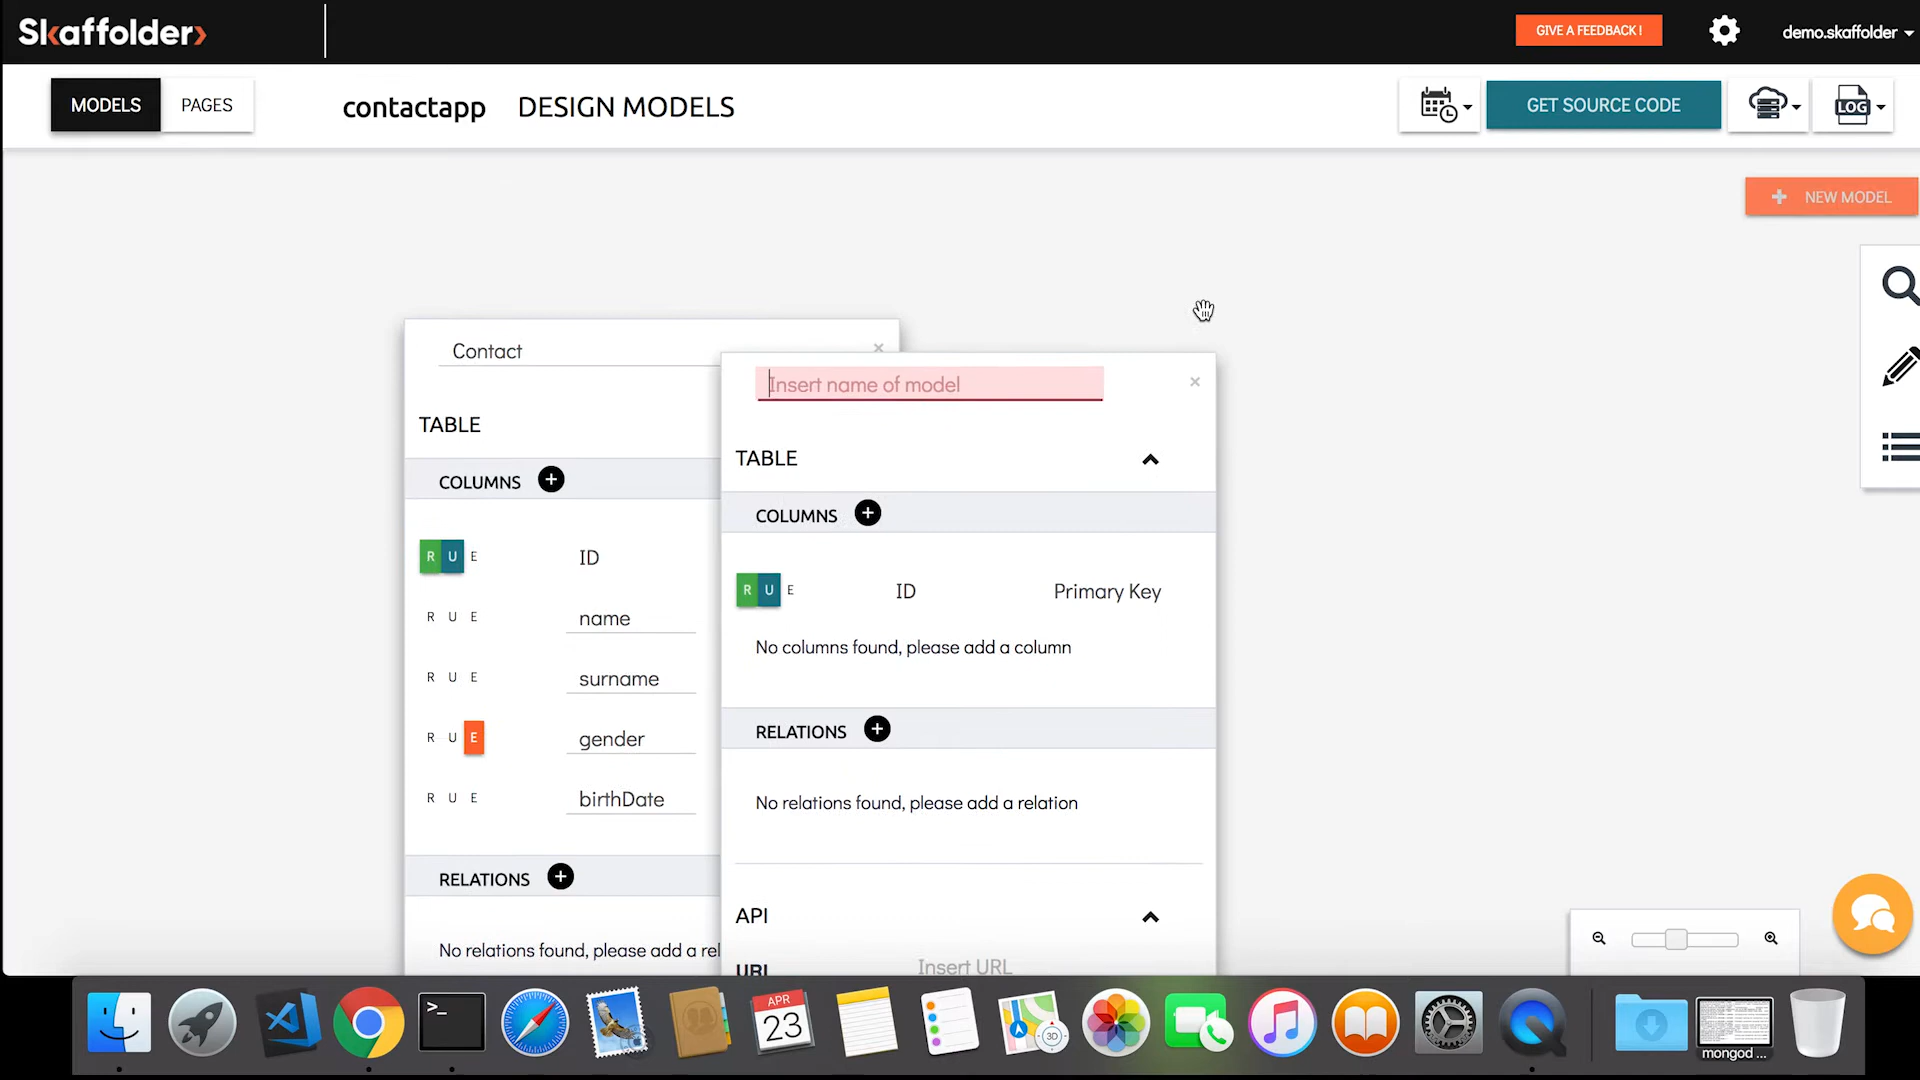 Skaffolder
GIVE A FEEDBACK !
demo.skaffolder
MODELS
PAGES
contactapp
DESIGN MODELS
GET SOURCE CODE
LOG
NEW MODEL
Contact
TABLE
COLUMNS
R U E ID
R U E name
R U E surname
R U E gender
R U E birthDate
RELATIONS
No relations found, please add a rel
Insert name of model
TABLE
COLUMNS
R U E ID Primary Key
No columns found, please add a column
RELATIONS
No relations found, please add a relation
API
URL Insert URL
APR
23
3D
mongod ...